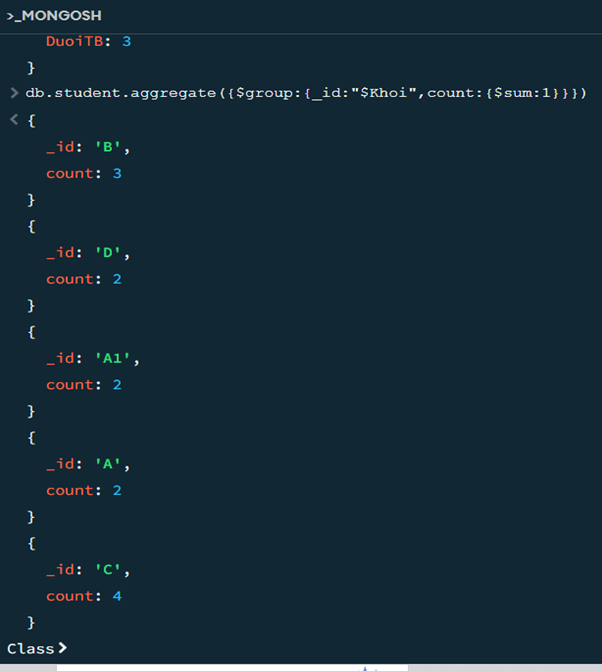 >_MONGOSH
DuoiTB: 3
}
> db.student.aggregate({$group:{_id:"$Khoi",count:{$sum:1}}})
< {
_id: 'B',
count: 3
}
{
_id: 'D',
count: 2
}
{
_id: 'A1',
count: 2
}
{
_id: 'A',
count: 2
}
{
_id: 'C',
count: 4
}
Class>